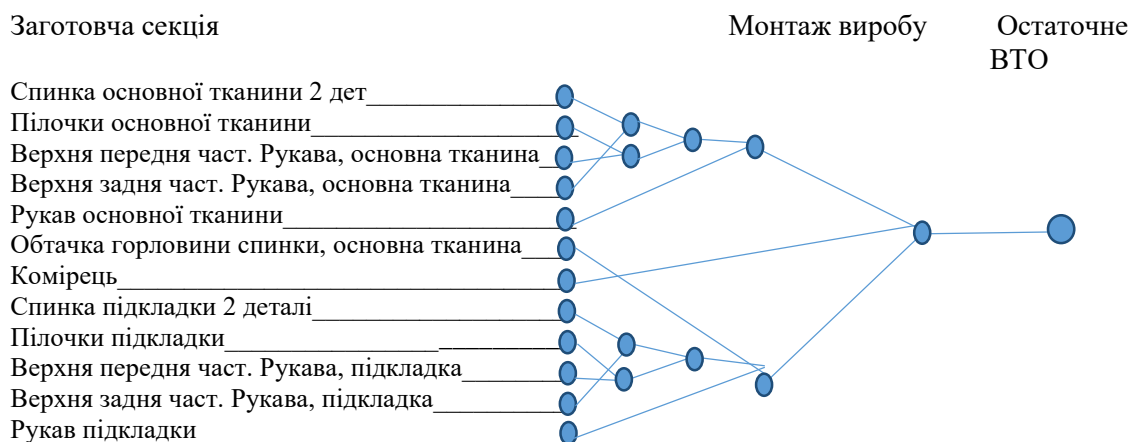 Заготовча секція Монтаж виробу Остаточне
ВТО
Спинка основної тканини 2 дет
Пілочки основної тканини
Верхня передня част. Рукава, основна тканина
Верхня задня част. Рукава, основна тканина
Рукав основної тканини
Обтачка горловини спинки, основна тканина
Комірець
Спинка підкладки 2 деталі
Пілочки підкладки
Верхня передня част. Рукава, підкладка
Верхня задня част. Рукава, підкладка
Рукав підкладки